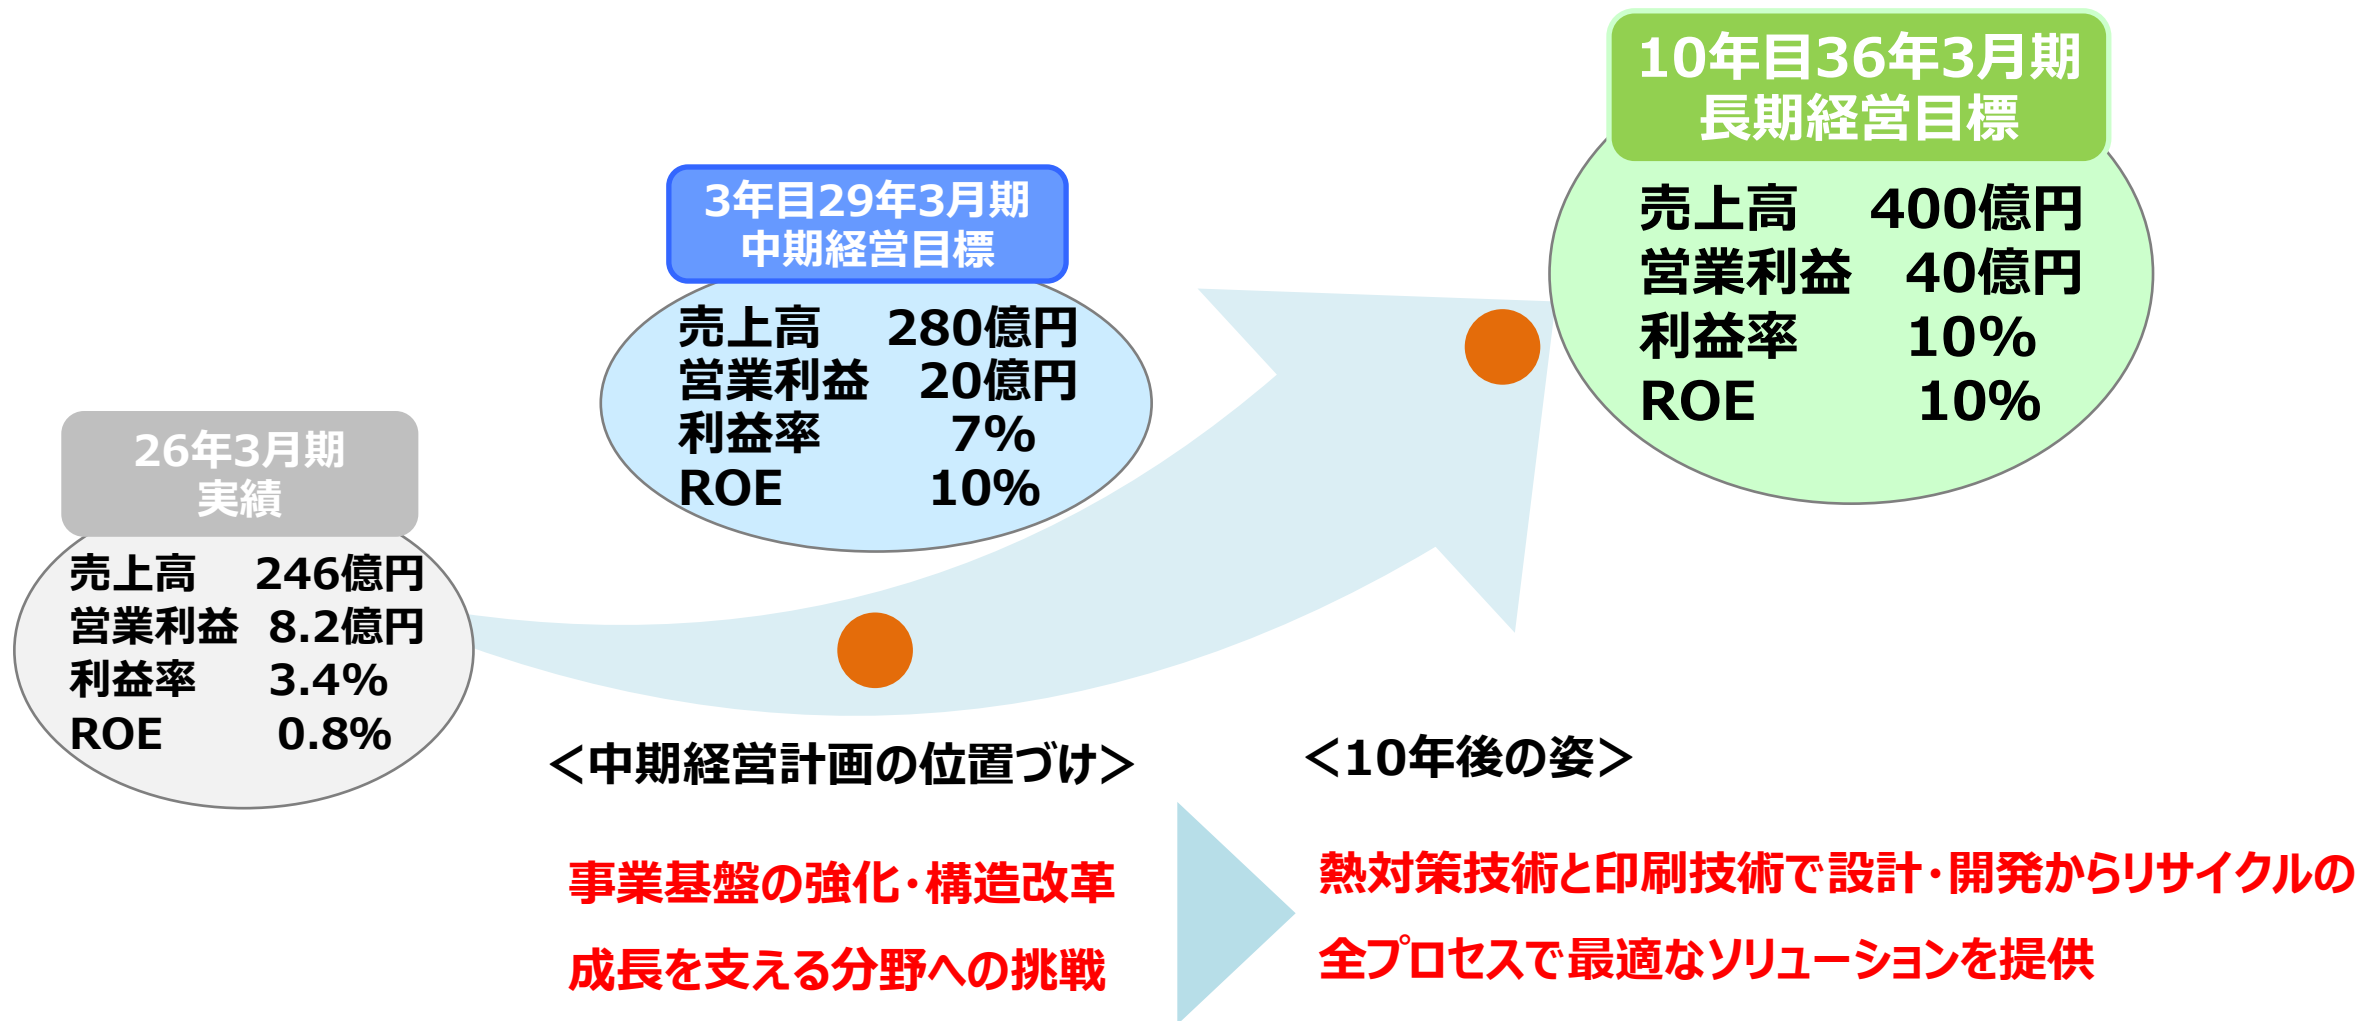 26年3月期
実績
売上高 246億円
営業利益 8.2億円
利益率 3.4%
ROE 0.8%
3年目29年3月期
中期経営目標
売上高 280億円
営業利益 20億円
利益率 7%
ROE 10%
10年目36年3月期
長期経営目標
売上高 400億円
営業利益 40億円
利益率 10%
ROE 10%
＜中期経営計画の位置づけ＞
事業基盤の強化・構造改革
成長を支える分野への挑戦
＜10年後の姿＞
熱対策技術と印刷技術で設計・開発からリサイクルの
全プロセスで最適なソリューションを提供